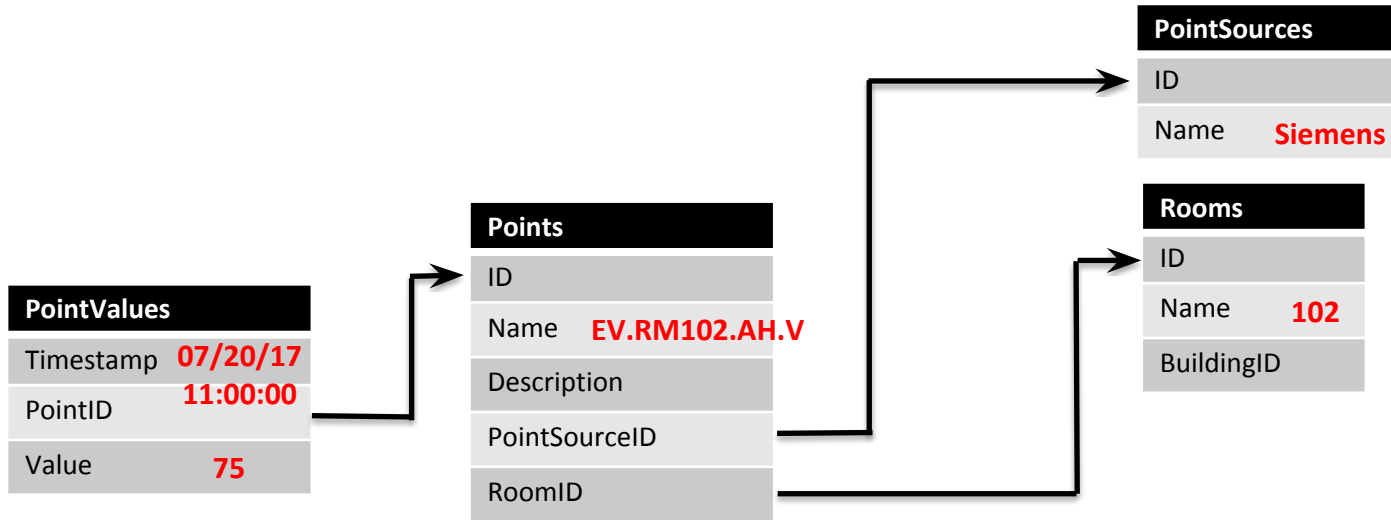 PointSources
ID
Name Siemens
Rooms
ID
Name 102
BuildingID
Points
ID
Name EV.RM102.AH.V
Description
PointSourceID
RoomID
PointValues
Timestamp 07/20/17
11:00:00
PointID
Value 75